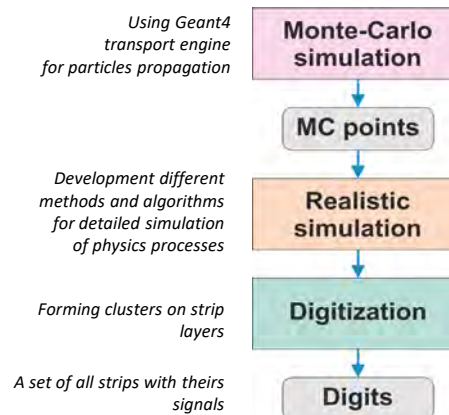 Using Geant4
transport engine
for particles propagation
Monte-Carlo
simulation
MC points
Development different
methods and algorithms
for detailed simulation
of physics processes
Realistic
simulation
Forming clusters on strip
layers
Digitization
A set of all strips with theirs
signals
Digits